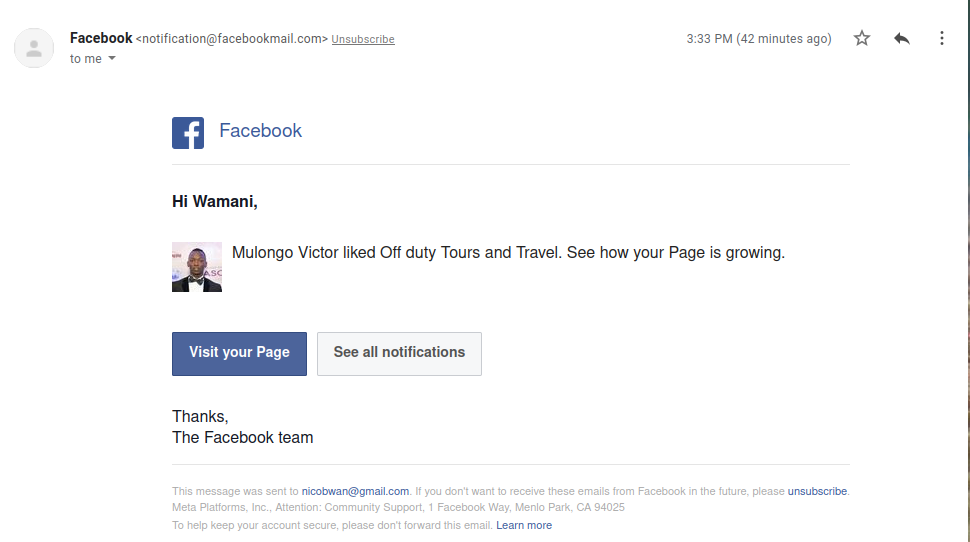 Facebook <notification@facebookmail.com> Unsubscribe 3:33 PM (42 minutes ago)
to me
Facebook
Hi Wamani,
Mulongo Victor liked Off duty Tours and Travel. See how your Page is growing.
Visit your Page See all notifications
Thanks,
The Facebook team
This message was sent to nicobwan@gmail.com. If you don't want to receive these emails from Facebook in the future, please unsubscribe.
Meta Platforms, Inc., Attention: Community Support, 1 Facebook Way, Menlo Park, CA 94025
To help keep your account secure, please don't forward this email. Learn more